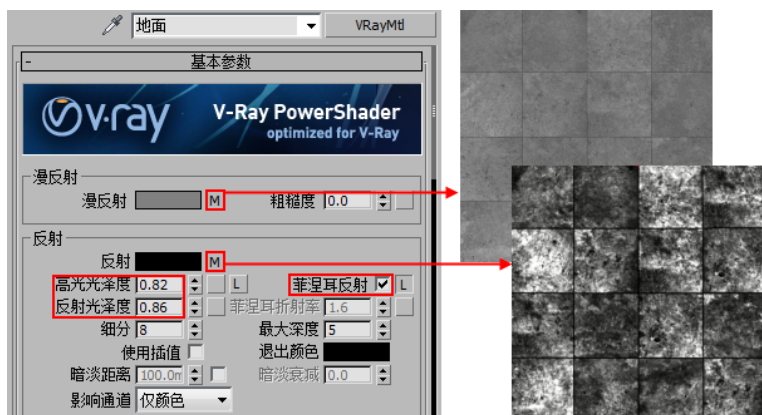 地面 VRayMtl
- 基本参数
v·ray V-Ray PowerShader
optimized for V-Ray
漫反射
漫反射 M 粗糙度 0.0
反射
反射 M
高光光泽度 0.82 L 菲涅耳反射 L
反射光泽度 0.86 菲涅耳折射率 1.6
细分 8 最大深度 5
使用插值 退出颜色
暗淡距离 100.0m 暗淡衰减 0.0
影响通道 仅颜色